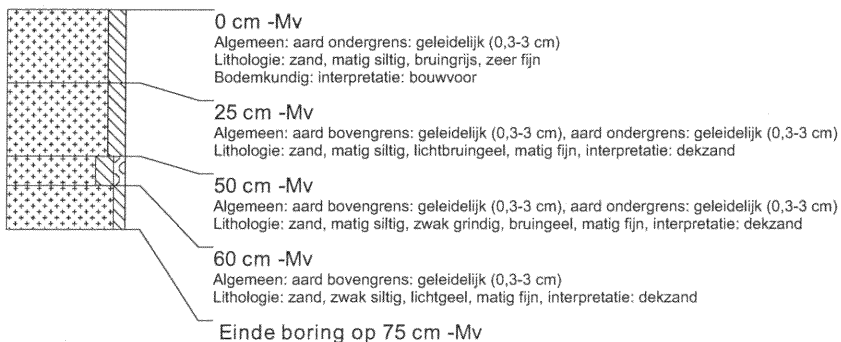 0 cm -Mv
Algemeen: aard ondergrens: geleidelijk (0,3-3 cm)
Lithologie: zand, matig siltig, bruingrijs, zeer fijn
Bodemkundig: interpretatie: bouwvoor
25 cm -Mv
Algemeen: aard bovengrens: geleidelijk (0,3-3 cm), aard ondergrens: geleidelijk (0,3-3 cm)
Lithologie: zand, matig siltig, lichtbruingeel, matig fijn, interpretatie: dekzand
50 cm -Mv
Algemeen: aard bovengrens: geleidelijk (0,3-3 cm), aard ondergrens: geleidelijk (0,3-3 cm)
Lithologie: zand, matig siltig, zwak grindig, bruingeel, matig fijn, interpretatie: dekzand
60 cm -Mv
Algemeen: aard bovengrens: geleidelijk (0,3-3 cm)
Lithologie: zand, zwak siltig, lichtgeel, matig fijn, interpretatie: dekzand
Einde boring op 75 cm -Mv